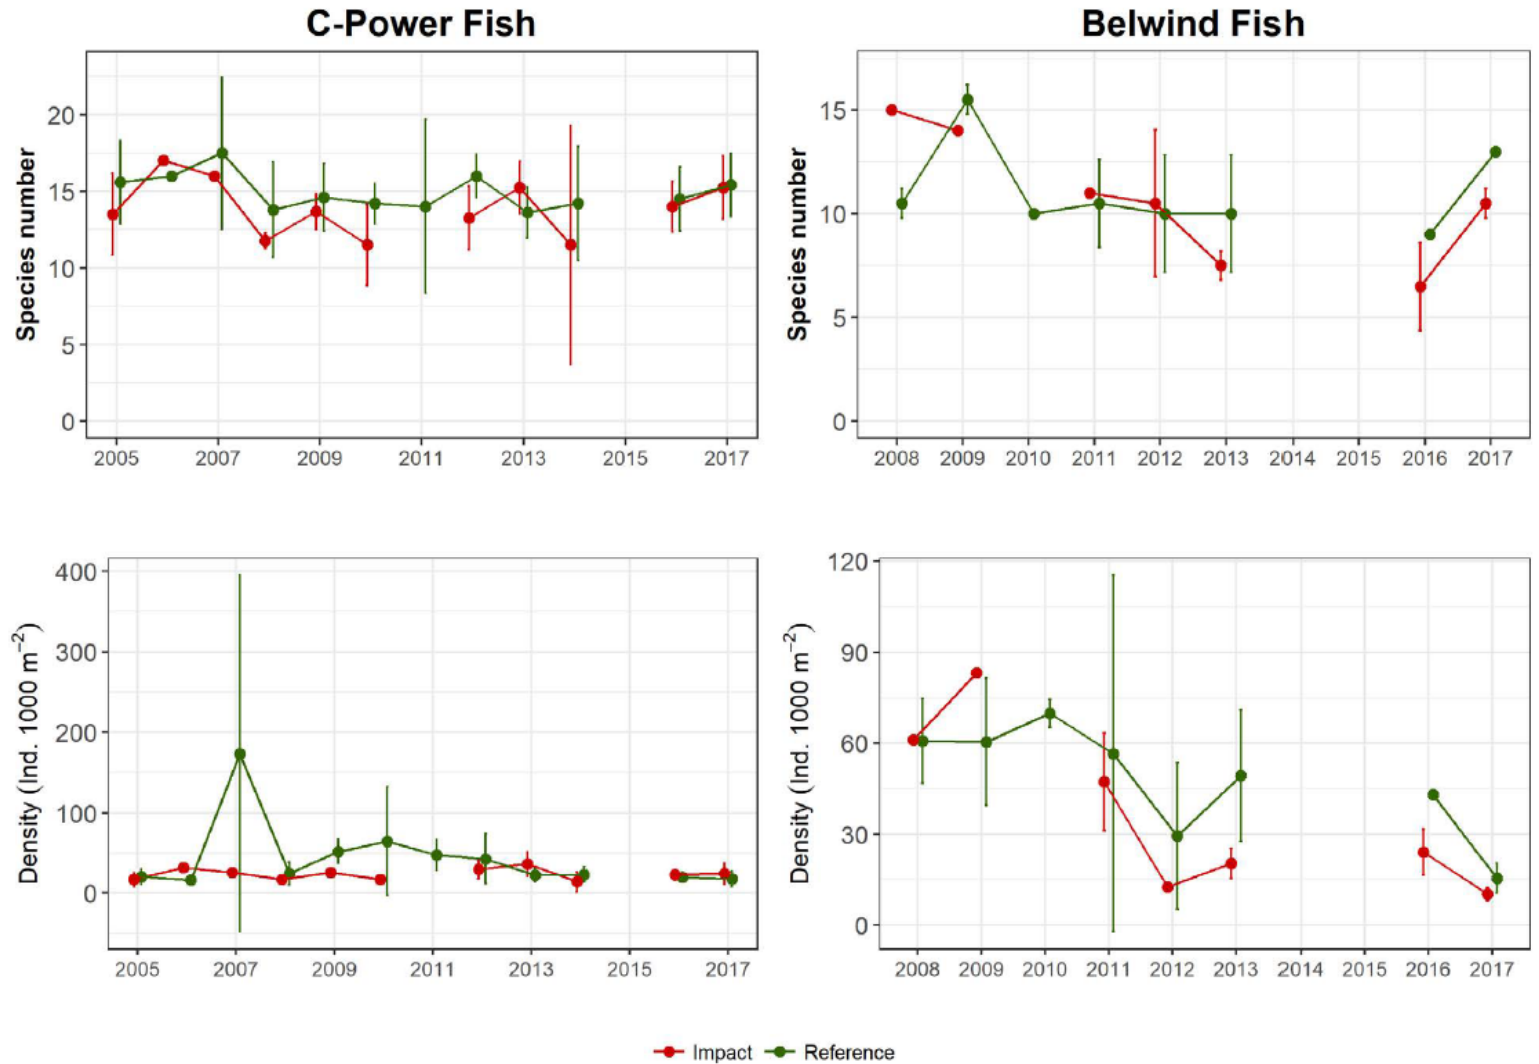 C-Power Fish
Belwind Fish
Species number
20
15
10
5
0
2005 2007 2009 2011 2013 2015 2017
Species number
15
10
5
0
2008 2009 2010 2011 2012 2013 2014 2015 2016 2017
Density (Ind. 1000 m⁻²)
400
300
200
100
0
2005 2007 2009 2011 2013 2015 2017
Density (Ind. 1000 m⁻²)
120
90
60
30
0
2008 2009 2010 2011 2012 2013 2014 2015 2016 2017
Impact Reference